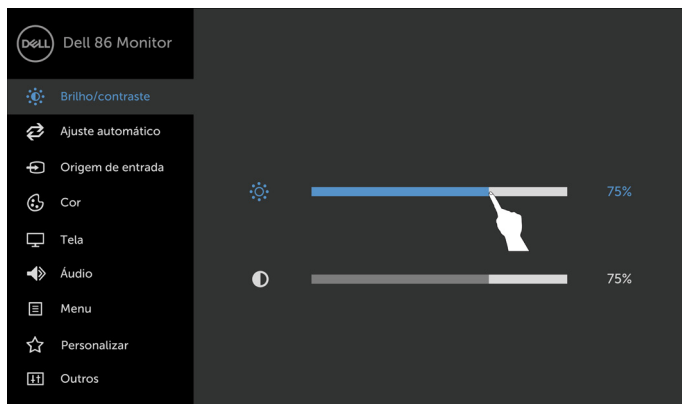 DELL Dell 86 Monitor
Brilho/contraste
Ajuste automático
Origem de entrada
Cor
75%
Tela
Áudio
75%
Menu
Personalizar
Outros